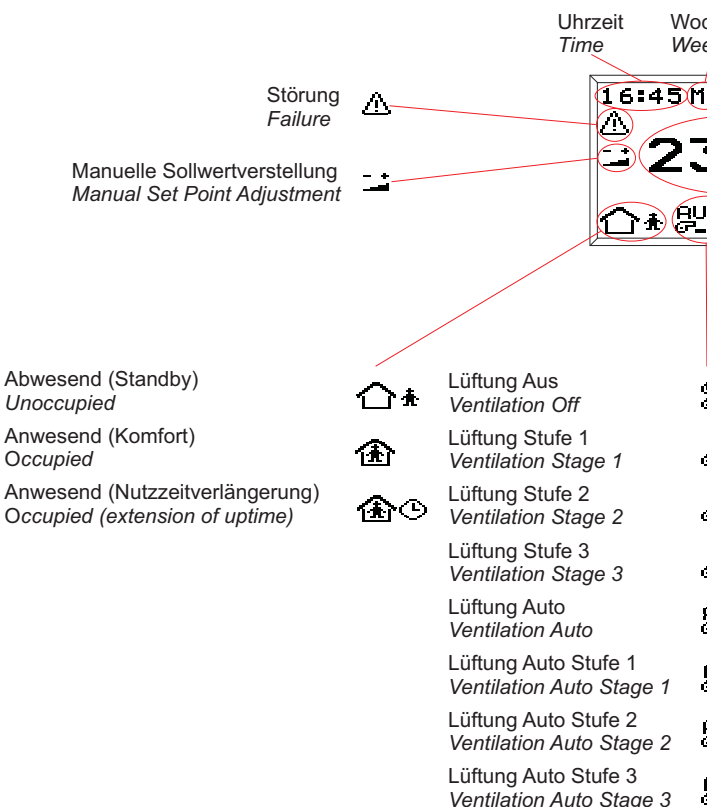 Uhrzeit
Time
Störung
Failure
16:45
Manuelle Sollwertverstellung
Manual Set Point Adjustment
23
Abwesend (Standby)
Unoccupied
Anwesend (Komfort)
Occupied
Anwesend (Nutzzeitverlängerung)
Occupied (extension of uptime)
Lüftung Aus
Ventilation Off
Lüftung Stufe 1
Ventilation Stage 1
Lüftung Stufe 2
Ventilation Stage 2
Lüftung Stufe 3
Ventilation Stage 3
Lüftung Auto
Ventilation Auto
Lüftung Auto Stufe 1
Ventilation Auto Stage 1
Lüftung Auto Stufe 2
Ventilation Auto Stage 2
Lüftung Auto Stufe 3
Ventilation Auto Stage 3